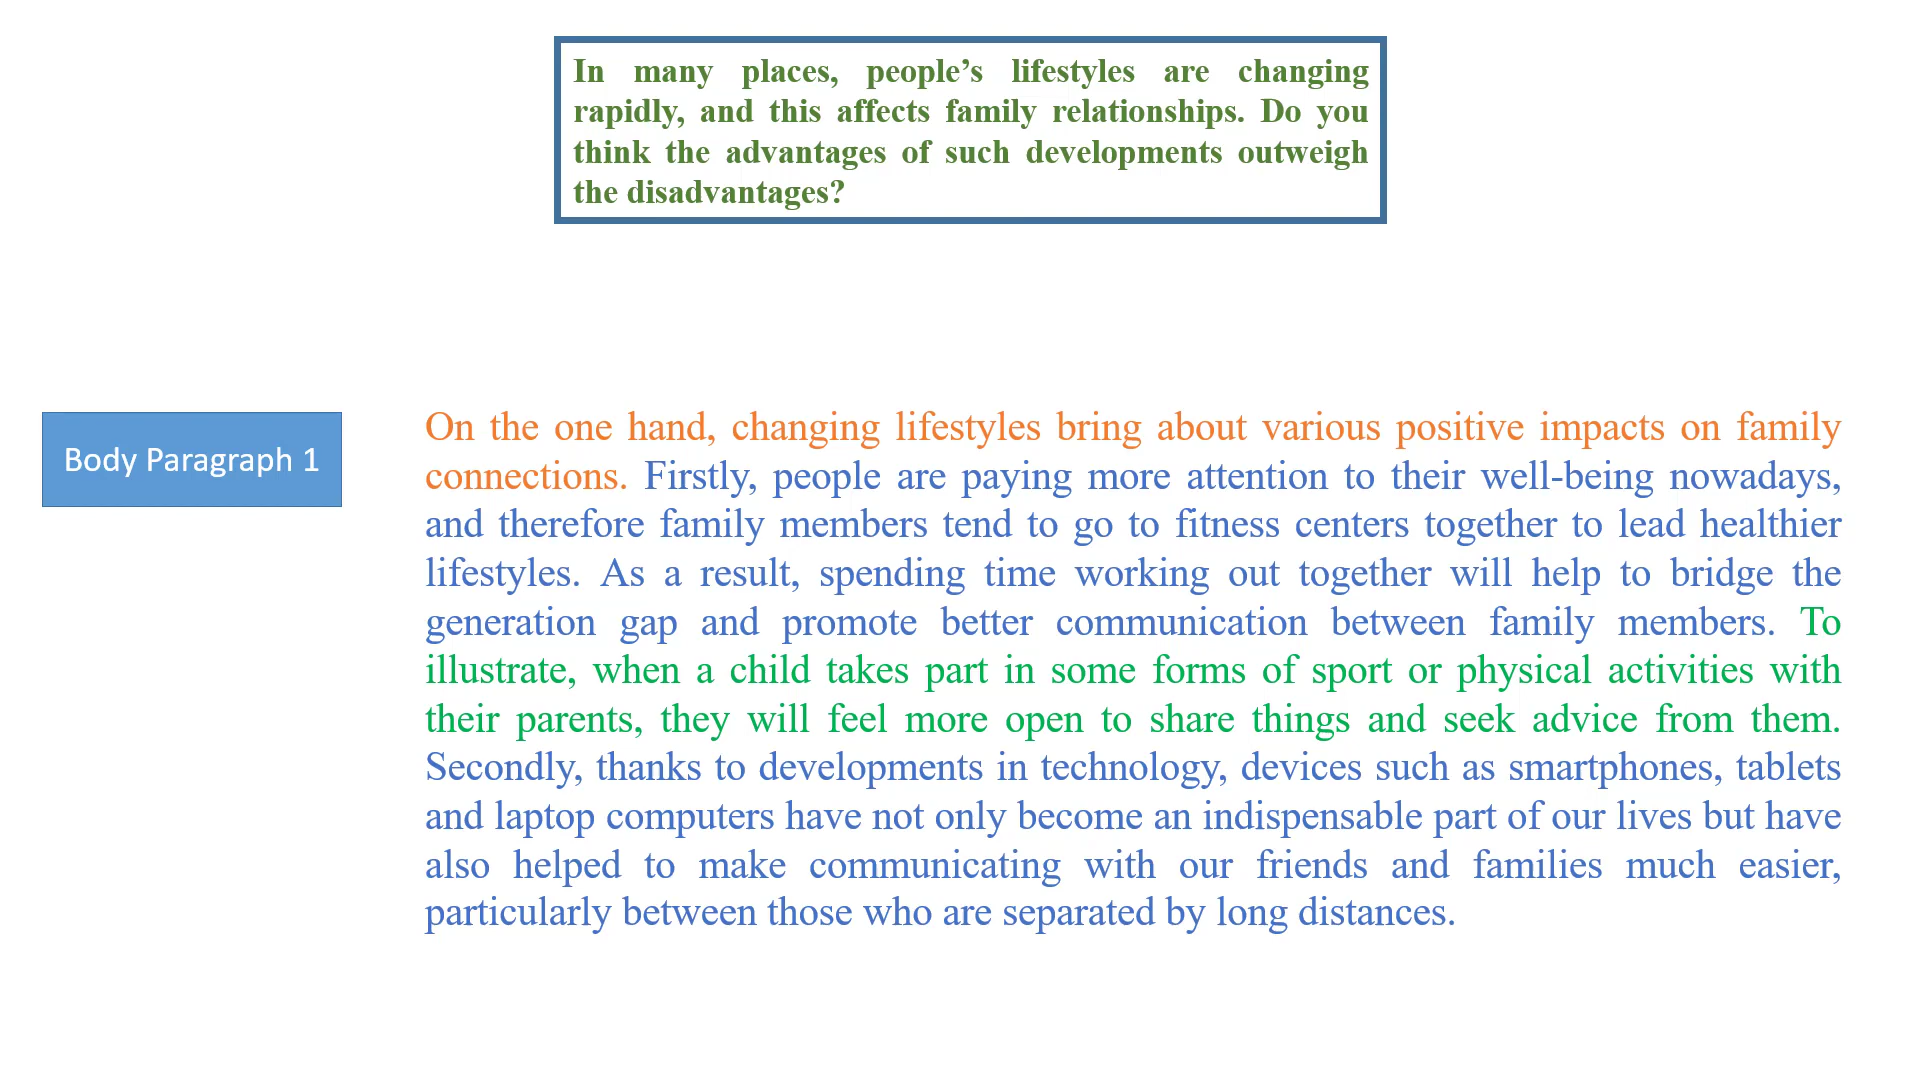 In many places, people’s lifestyles are changing
rapidly, and this affects family relationships. Do you
think the advantages of such developments outweigh
the disadvantages?
Body Paragraph 1
On the one hand, changing lifestyles bring about various positive impacts on family
connections. Firstly, people are paying more attention to their well-being nowadays,
and therefore family members tend to go to fitness centers together to lead healthier
lifestyles. As a result, spending time working out together will help to bridge the
generation gap and promote better communication between family members. To
illustrate, when a child takes part in some forms of sport or physical activities with
their parents, they will feel more open to share things and seek advice from them.
Secondly, thanks to developments in technology, devices such as smartphones, tablets
and laptop computers have not only become an indispensable part of our lives but have
also helped to make communicating with our friends and families much easier,
particularly between those who are separated by long distances.